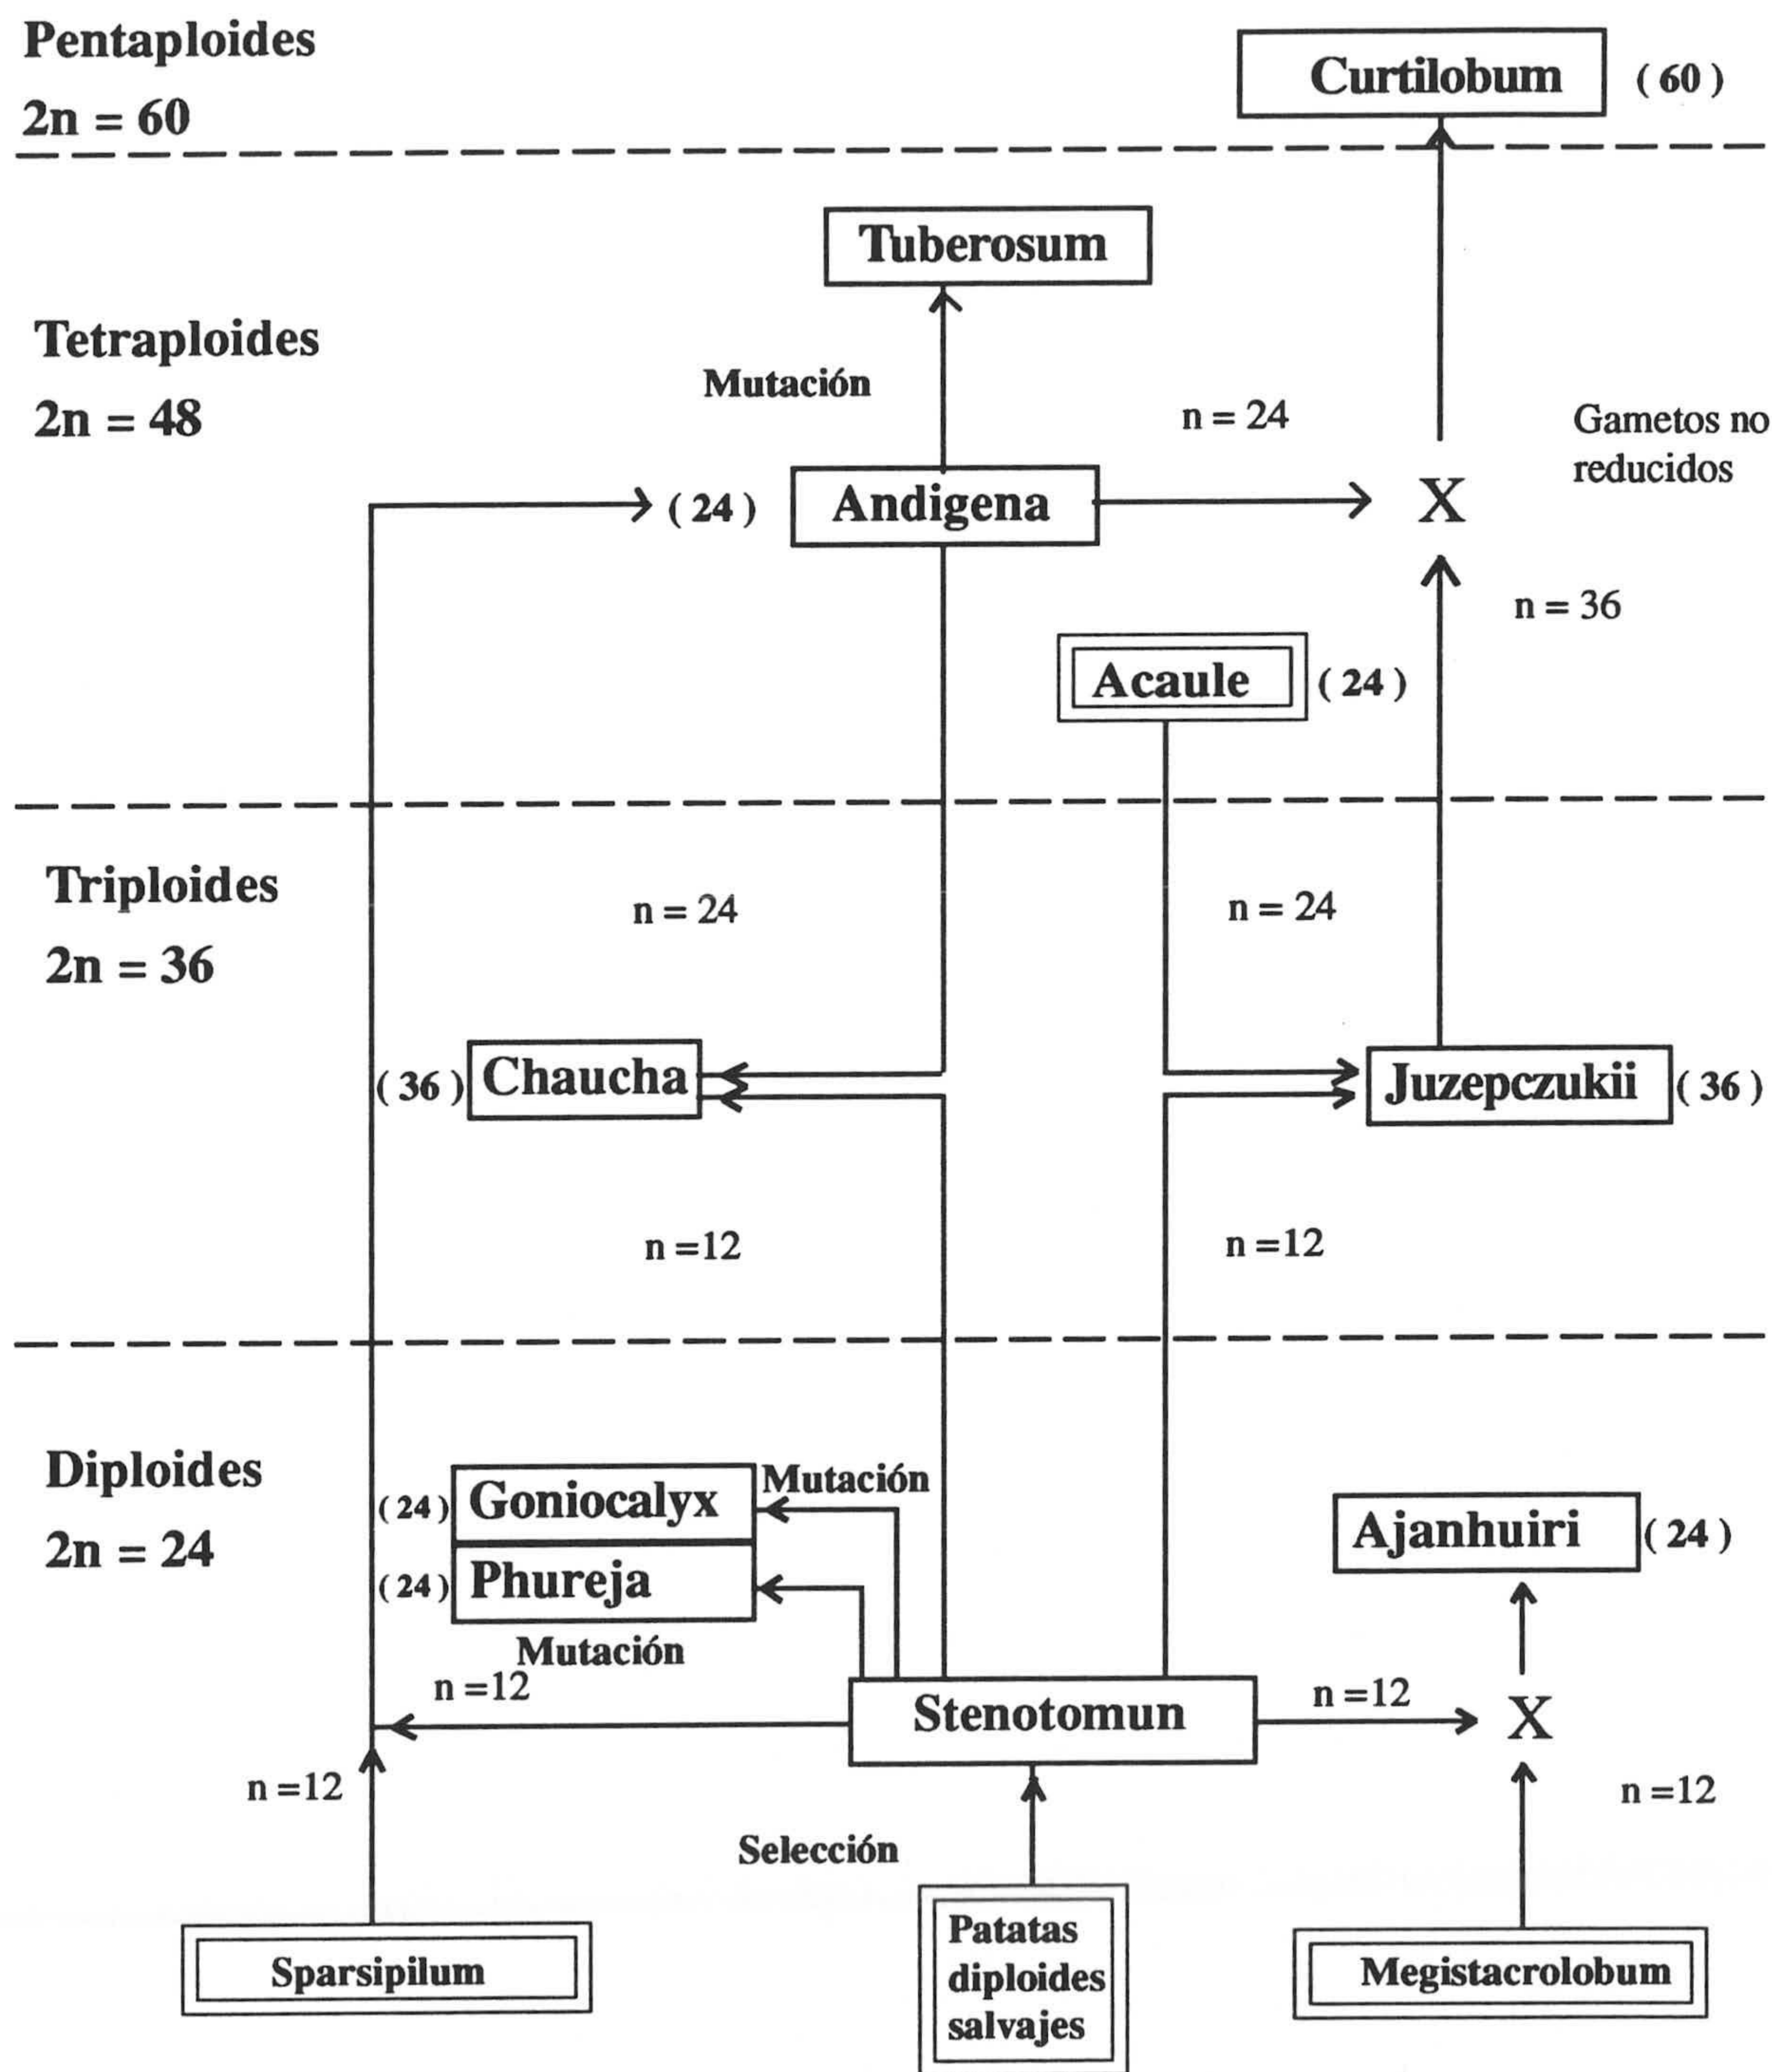 Pentaploides
2n = 60
Curtilobum ( 60 )
Tuberosum
Tetraploides
2n = 48
Mutación
n = 24
Gametos no
reducidos
( 24 ) Andigena X
n = 36
Acaule ( 24 )
Triploides
2n = 36
n = 24
n = 24
( 36 ) Chaucha
Juzepczukii ( 36 )
n =12
n =12
Diploides
2n = 24
( 24 ) Goniocalyx Mutación
( 24 ) Phureja
Mutación
Ajanhuiri ( 24 )
n =12
Stenotomun
n =12
X
n =12
n =12
Selección
Sparsipilum
Patatas
diploides
salvajes
Megistacrolobum